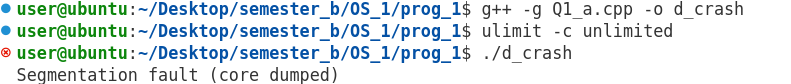 user@ubuntu:~/Desktop/semester_b/OS_1/prog_1$ g++ -g Q1_a.cpp -o d_crash
user@ubuntu:~/Desktop/semester_b/OS_1/prog_1$ ulimit -c unlimited
user@ubuntu:~/Desktop/semester_b/OS_1/prog_1$ ./d_crash
Segmentation fault (core dumped)